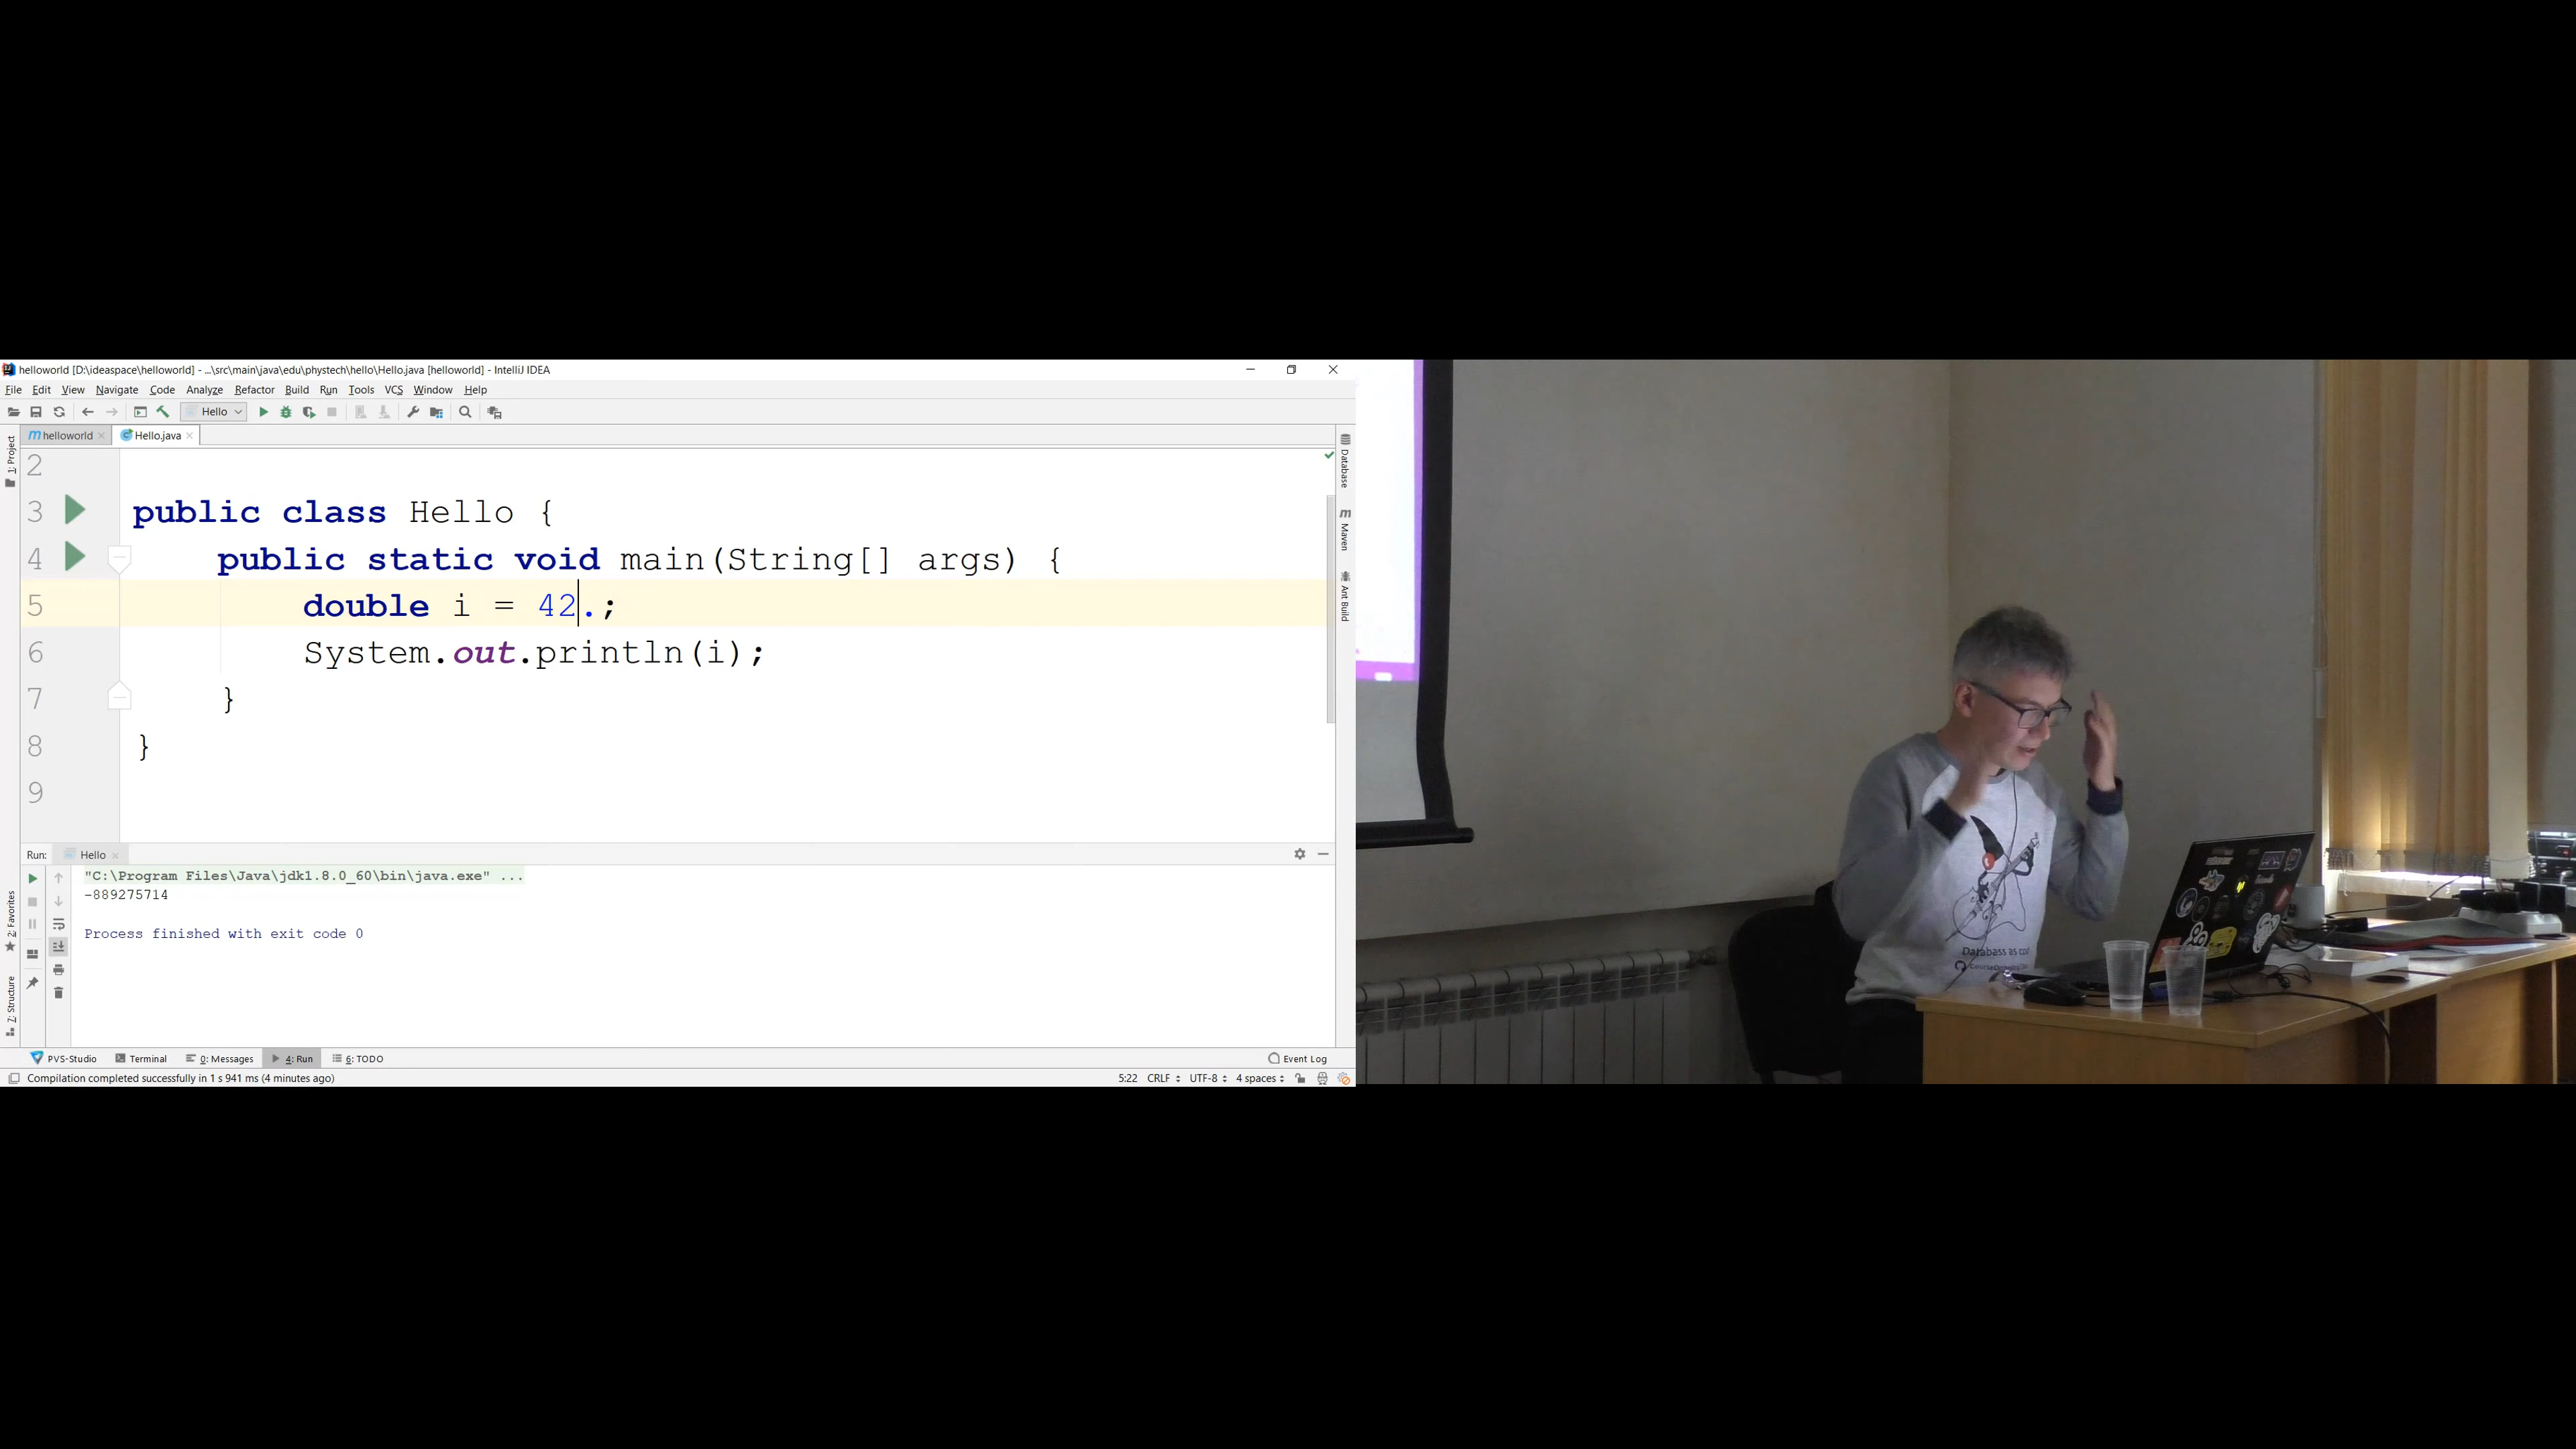 helloworld [D:\ideaspace\helloworld] - ...\src\main\java\edu\phystech\hello\Hello.java [helloworld] - IntelliJ IDEA
File Edit View Navigate Code Analyze Refactor Build Run Tools VCS Window Help
Hello
helloworld Hello.java
1: Project
2
3 public class Hello {
4 public static void main(String[] args) {
5 double i = 42.;
6 System.out.println(i);
7 }
8 }
9
Database
Maven
Ant Build
Run: Hello
"C:\Program Files\Java\jdk1.8.0_60\bin\java.exe" ...
-889275714
Process finished with exit code 0
2: Favorites
Z: Structure
PVS-Studio Terminal 0: Messages 4: Run 6: TODO Event Log
Compilation completed successfully in 1 s 941 ms (4 minutes ago) 5:22 CRLF UTF-8 4 spaces
Databass as